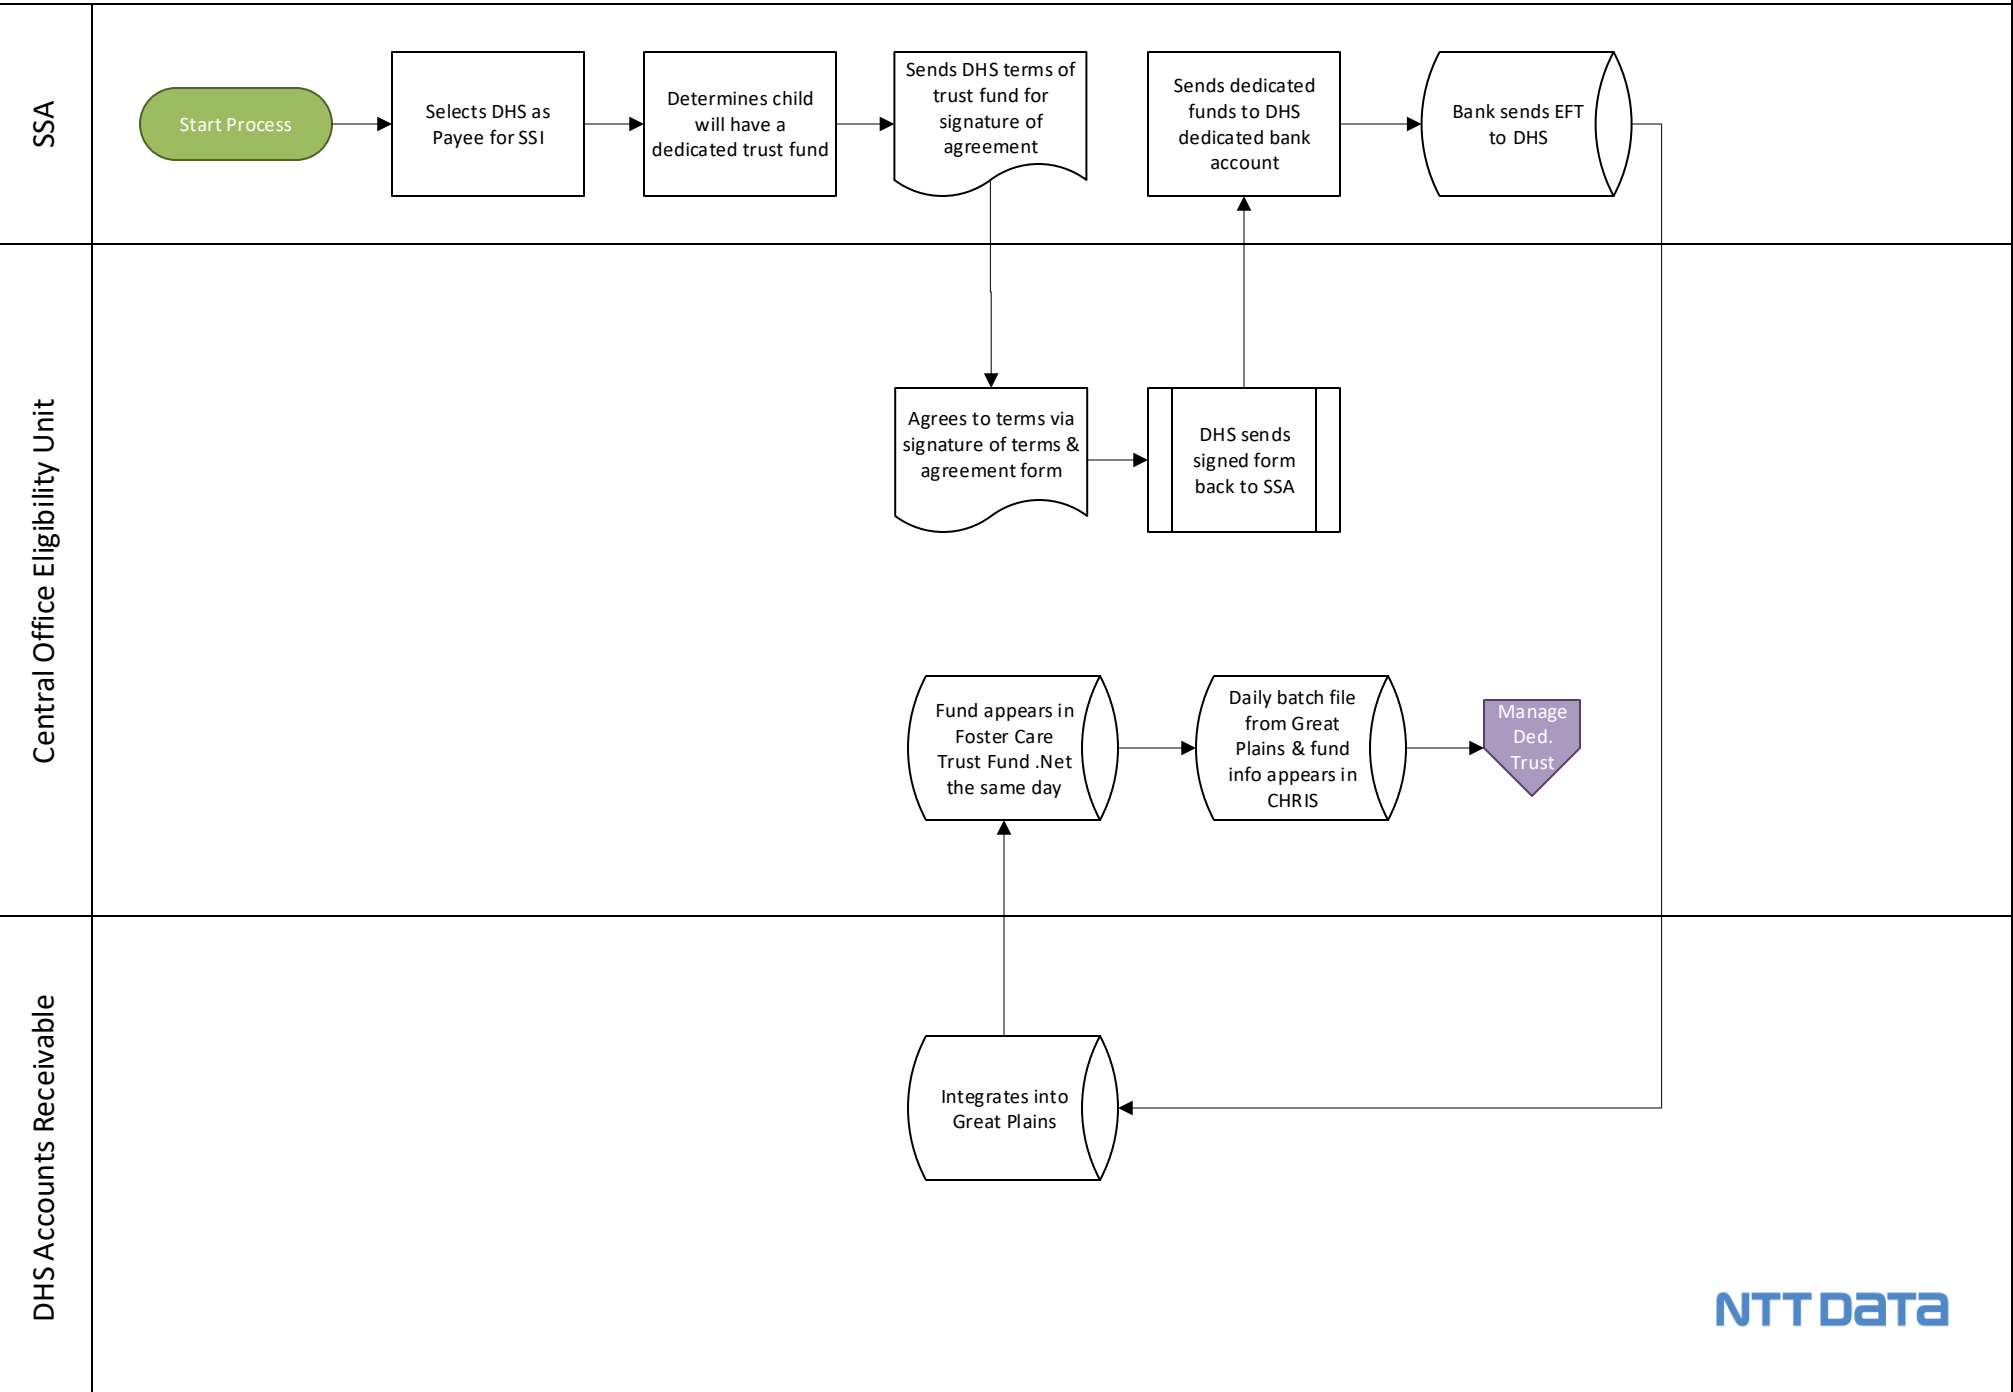 SSA
Start Process
Selects DHS as
Payee for SSI
Determines child
will have a
dedicated trust fund
Sends DHS terms of
trust fund for
signature of
agreement
Sends dedicated
funds to DHS
dedicated bank
account
Bank sends EFT
to DHS
Central Office Eligibility Unit
Agrees to terms via
signature of terms &
agreement form
DHS sends
signed form
back to SSA
Fund appears in
Foster Care
Trust Fund .Net
the same day
Daily batch file
from Great
Plains & fund
info appears in
CHRIS
Manage
Ded.
Trust
DHS Accounts Receivable
Integrates into
Great Plains
NTT DATA